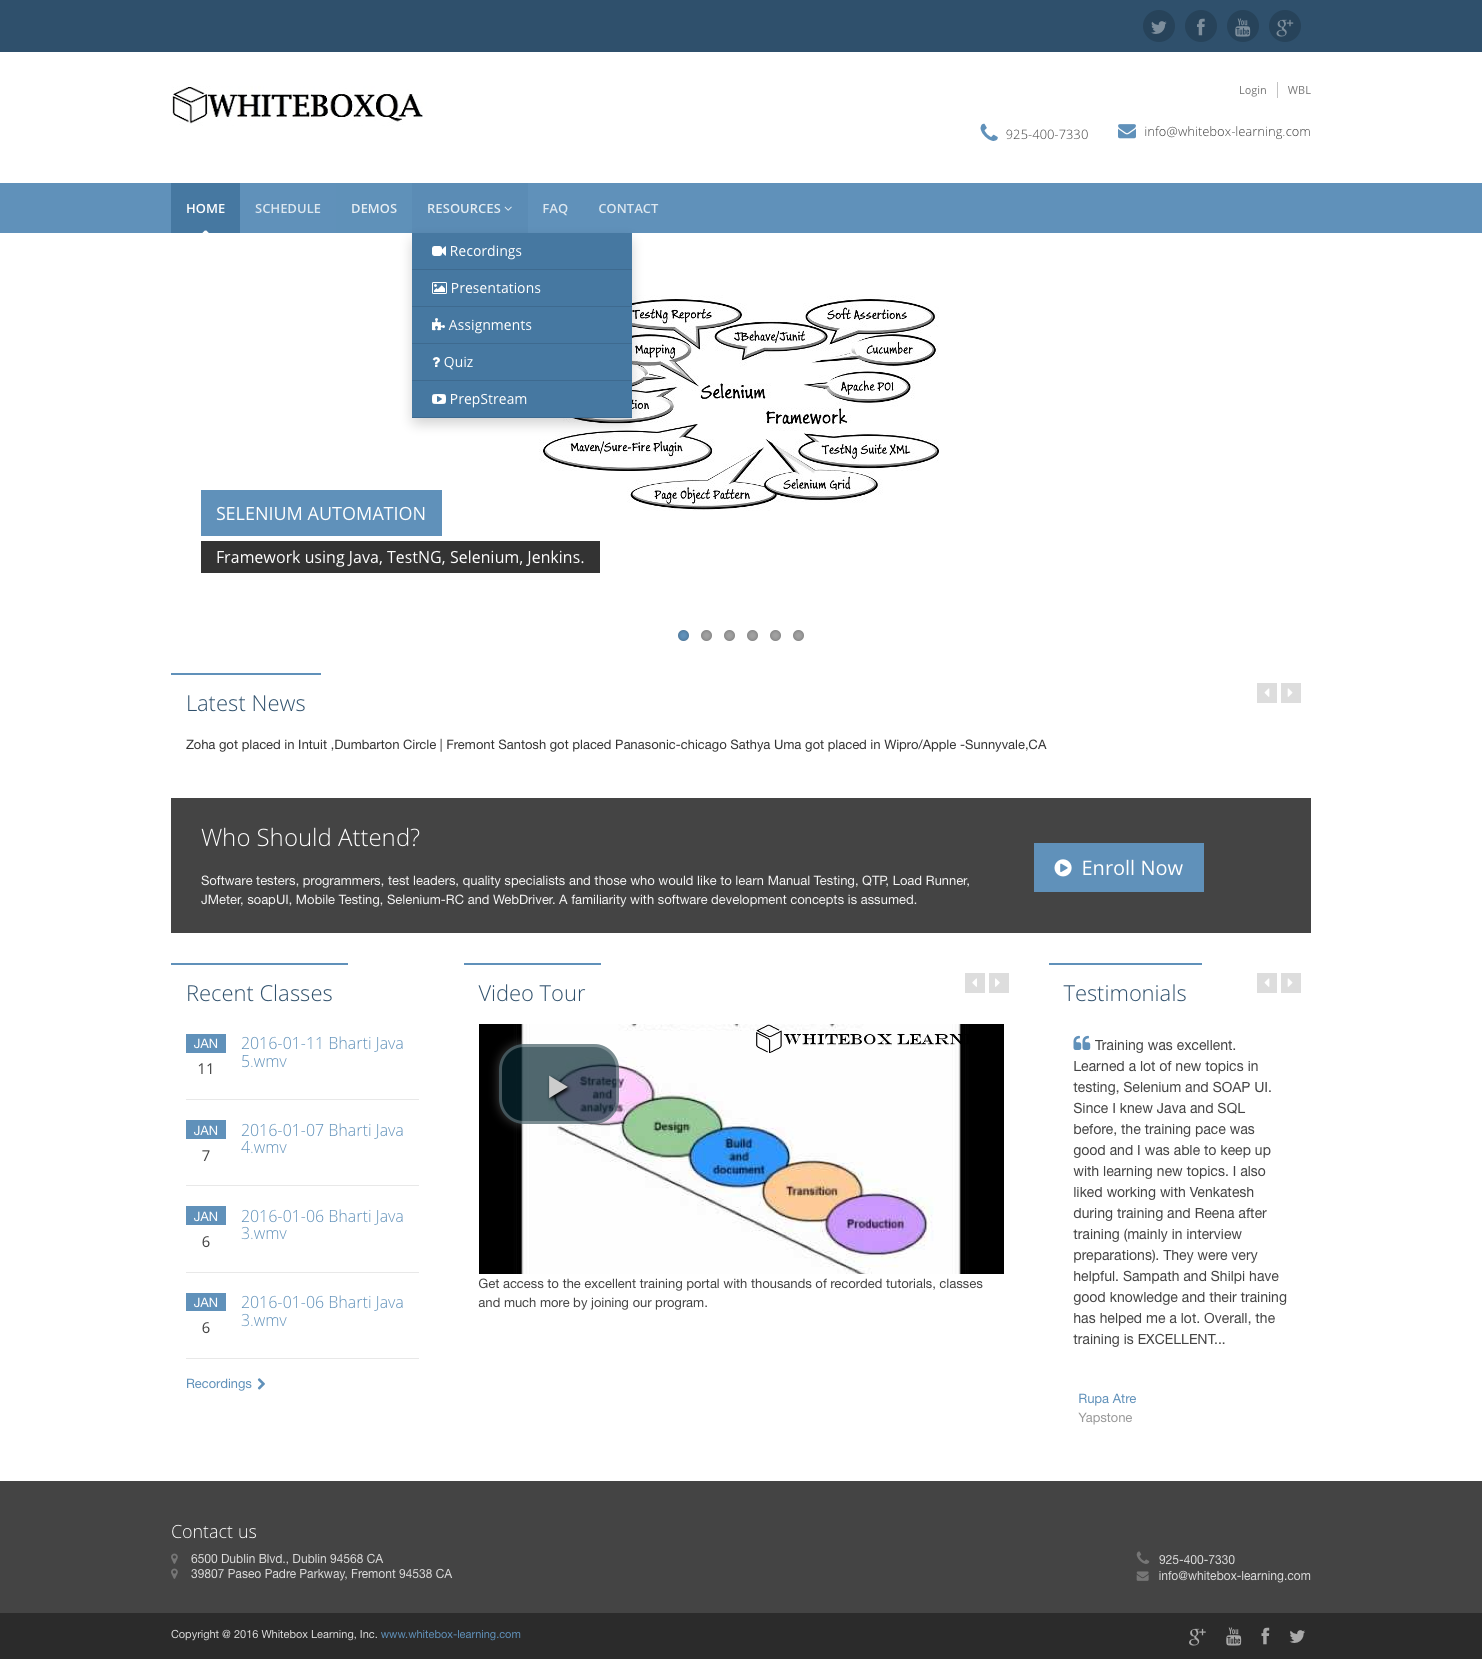 WHITEBOXQA
Login
WBL
925-400-7330
info@whitebox-learning.com
HOME
SCHEDULE
DEMOS
RESOURCES
FAQ
CONTACT
Recordings
Presentations
Assignments
? Quiz
PrepStream
TestNg Reports
Soft Assertions
JBehave/Junit
Mapping
Cucumber
Selenium
Apache POI
Framework
Maven/Sure-Fire Plugin
TestNg Suite XML
Selenium Grid
Page Object Pattern
SELENIUM AUTOMATION
Framework using Java, TestNG, Selenium, Jenkins.
Latest News
Zoha got placed in Intuit ,Dumbarton Circle | Fremont Santosh got placed Panasonic-chicago Sathya Uma got placed in Wipro/Apple -Sunnyvale,CA
Who Should Attend?
Software testers, programmers, test leaders, quality specialists and those who would like to learn Manual Testing, QTP, Load Runner,
JMeter, soapUI, Mobile Testing, Selenium-RC and WebDriver. A familiarity with software development concepts is assumed.
Enroll Now
Recent Classes
JAN
11
2016-01-11 Bharti Java
5.wmv
JAN
7
2016-01-07 Bharti Java
4.wmv
JAN
6
2016-01-06 Bharti Java
3.wmv
JAN
6
2016-01-06 Bharti Java
3.wmv
Recordings
Video Tour
WHITEBOX LEARN
Strategy
and
analysis
Design
Build
and
document
Transition
Production
Get access to the excellent training portal with thousands of recorded tutorials, classes
and much more by joining our program.
Testimonials
Training was excellent.
Learned a lot of new topics in
testing, Selenium and SOAP UI.
Since I knew Java and SQL
before, the training pace was
good and I was able to keep up
with learning new topics. I also
liked working with Venkatesh
during training and Reena after
training (mainly in interview
preparations). They were very
helpful. Sampath and Shilpi have
good knowledge and their training
has helped me a lot. Overall, the
training is EXCELLENT...
Rupa Atre
Yapstone
Contact us
6500 Dublin Blvd., Dublin 94568 CA
39807 Paseo Padre Parkway, Fremont 94538 CA
925-400-7330
info@whitebox-learning.com
Copyright @ 2016 Whitebox Learning, Inc. www.whitebox-learning.com